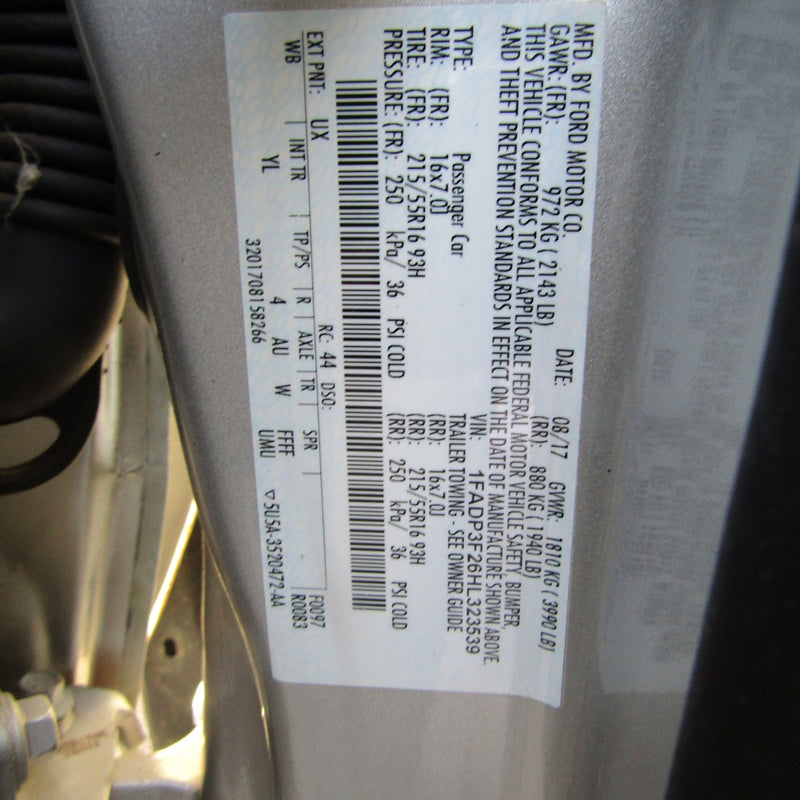 MFD. BY FORD MOTOR CO.
DATE: 08/17 GVWR: 1810 KG ( 3990 LB)
GAWR: (FR): 972 KG ( 2143 LB) (RR): 880 KG ( 1940 LB)
THIS VEHICLE CONFORMS TO ALL APPLICABLE FEDERAL MOTOR VEHICLE SAFETY, BUMPER,
AND THEFT PREVENTION STANDARDS IN EFFECT ON THE DATE OF MANUFACTURE SHOWN ABOVE.
VIN: 1FADP3F26HL323539
TYPE: Passenger Car TRAILER TOWING - SEE OWNER GUIDE
RIM: (FR): 16x7.0J (RR): 16x7.0J
TIRE: (FR): 215/55R16 93H (RR): 215/55R16 93H
PRESSURE: (FR): 250 kPa/ 36 PSI COLD (RR): 250 kPa/ 36 PSI COLD
EXT PNT: UX RC: 44 DSO: F0097
WB INT TR TP/PS R AXLE TR SPR R0083
YL 4 AU W FFFF
3201708158266 UMU ▽5U5A-3520472-AA